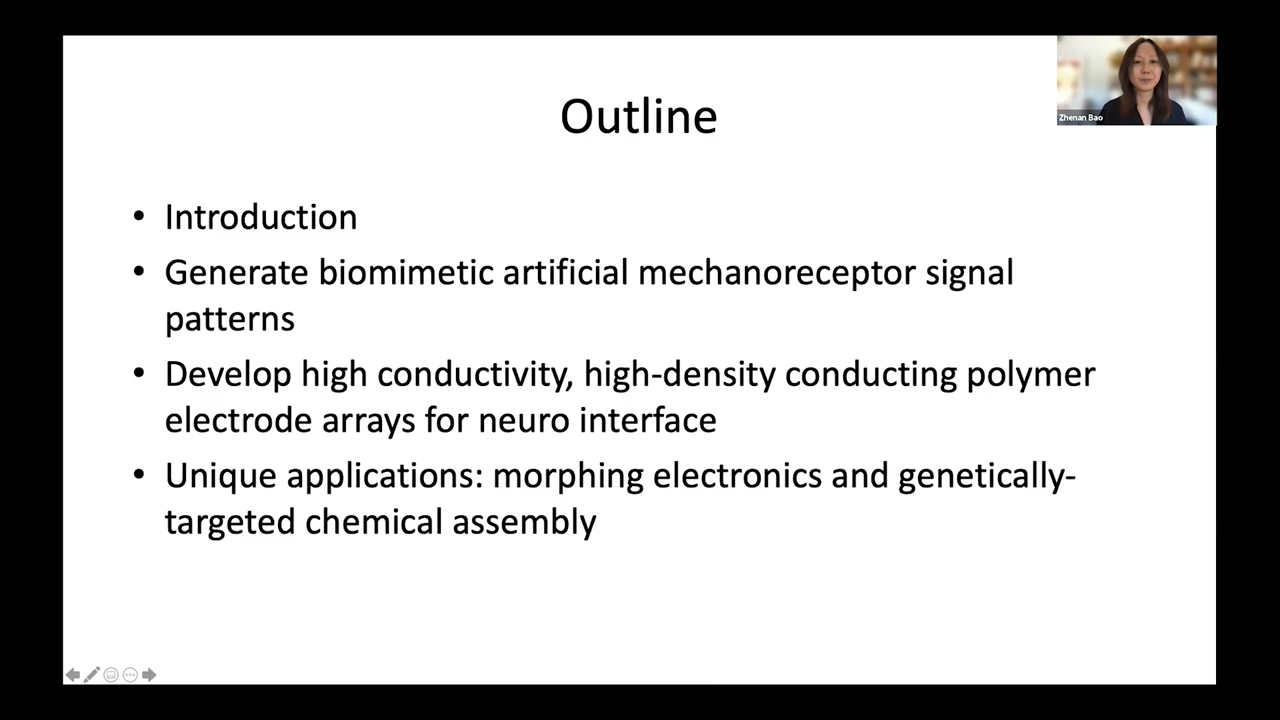 Outline
Zhenan Bao
• Introduction
• Generate biomimetic artificial mechanoreceptor signal
patterns
• Develop high conductivity, high-density conducting polymer
electrode arrays for neuro interface
• Unique applications: morphing electronics and genetically-
targeted chemical assembly